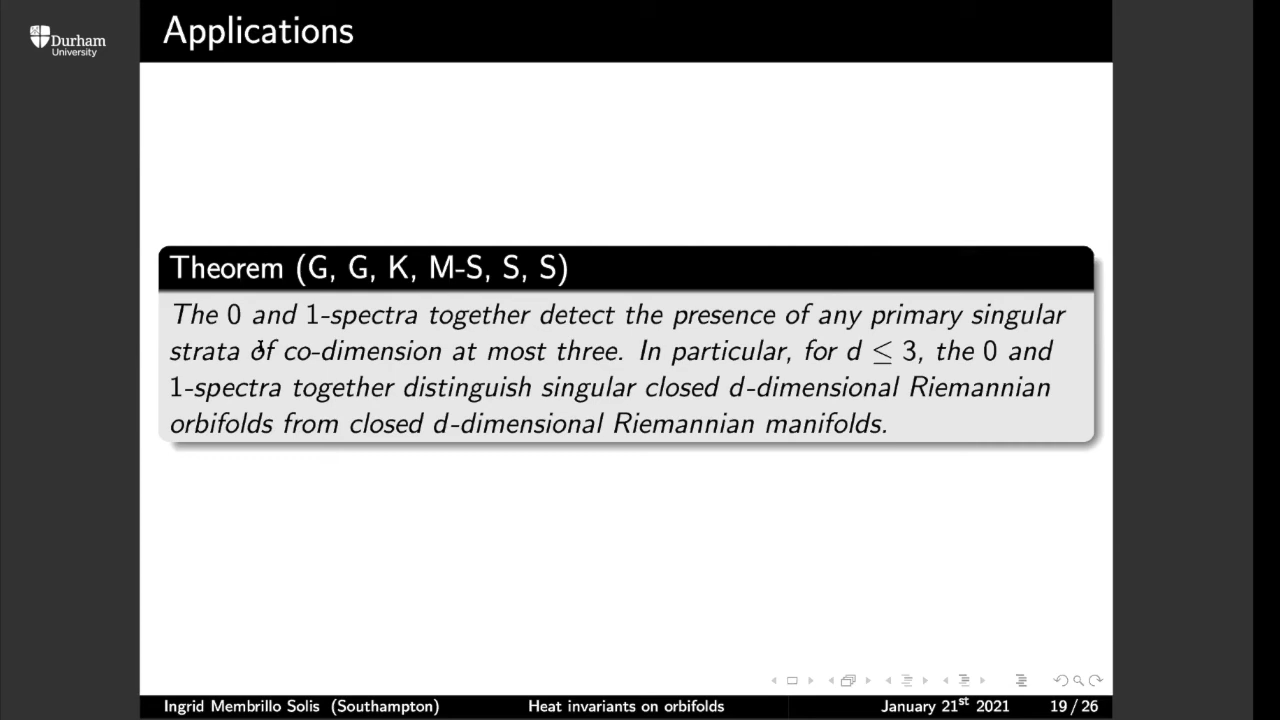 Durham
University
Applications
Theorem (G, G, K, M-S, S, S)
The 0 and 1-spectra together detect the presence of any primary singular
strata of co-dimension at most three. In particular, for d ≤ 3, the 0 and
1-spectra together distinguish singular closed d-dimensional Riemannian
orbifolds from closed d-dimensional Riemannian manifolds.
Ingrid Membrillo Solis (Southampton) Heat invariants on orbifolds January 21st 2021 19 / 26